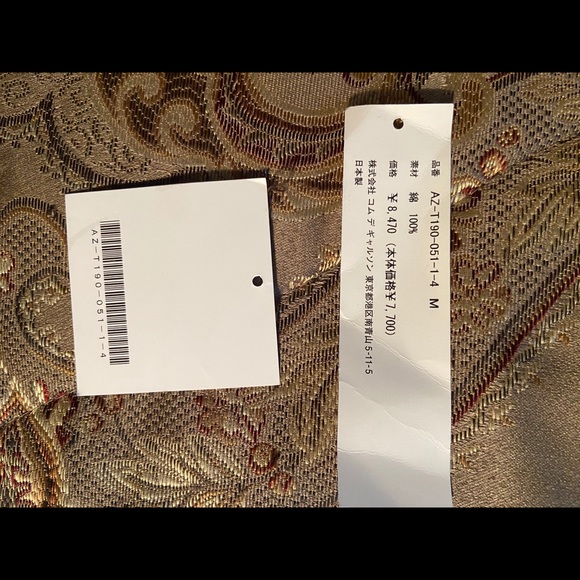 AZ-T190-051-1-4
品番 AZ-T190-051-1-4 M
素材 綿 100%
価格 ¥8,470 (本体価格¥7,700)
株式会社 コム デ ギャルソン 東京都港区南青山 5-11-5
日本製